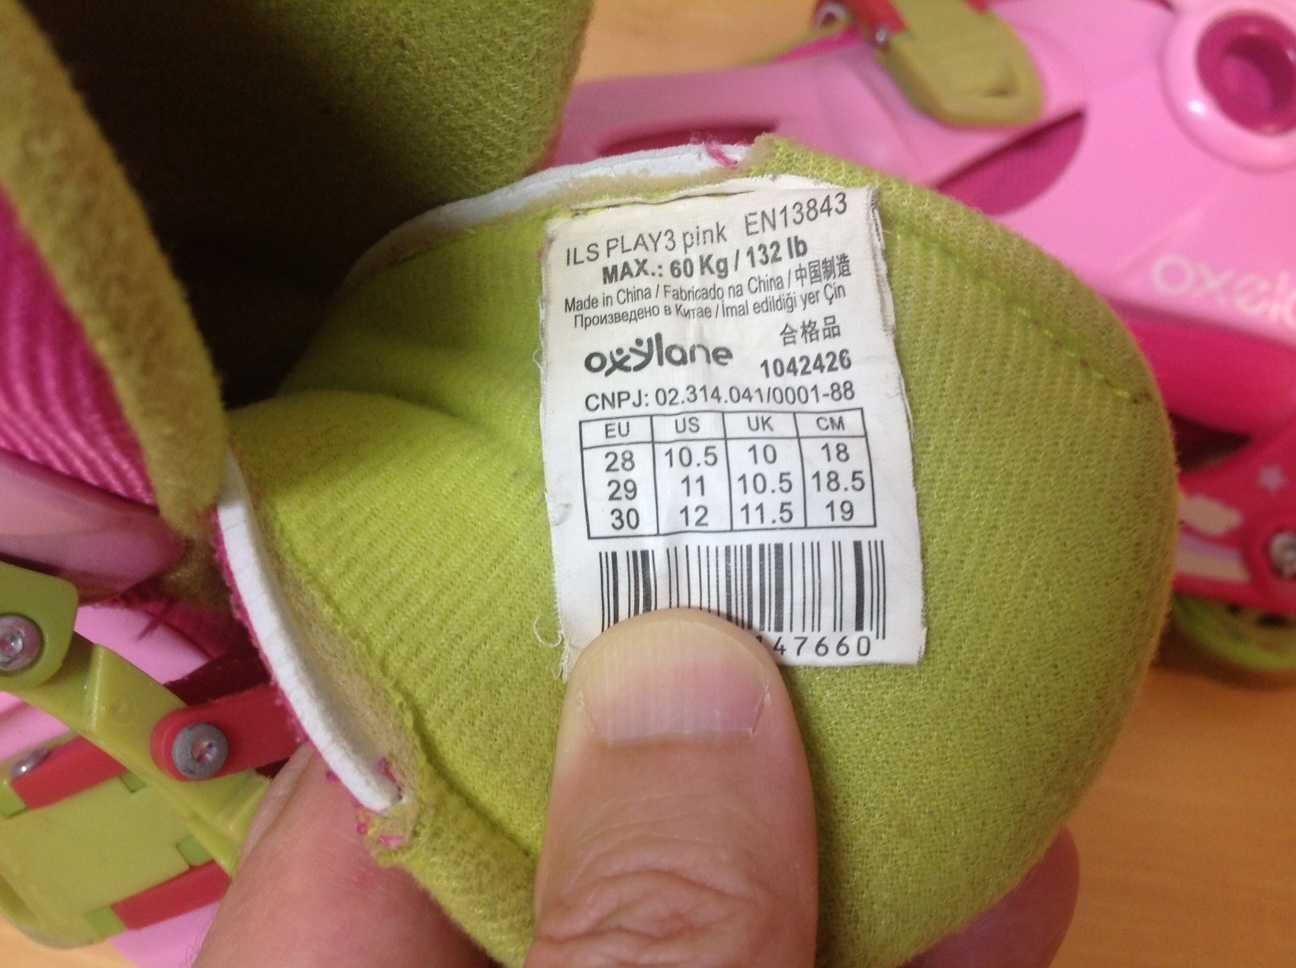 ILS PLAY3 pink EN13843
MAX.: 60 Kg / 132 lb
Made in China / Fabricado na China / 中国制造
Произведено в Китае / İmal edildiği yer Çin
合格品
oxylane 1042426
CNPJ: 02.314.041/0001-88
EU US UK CM
28 10.5 10 18
29 11 10.5 18.5
30 12 11.5 19
47660